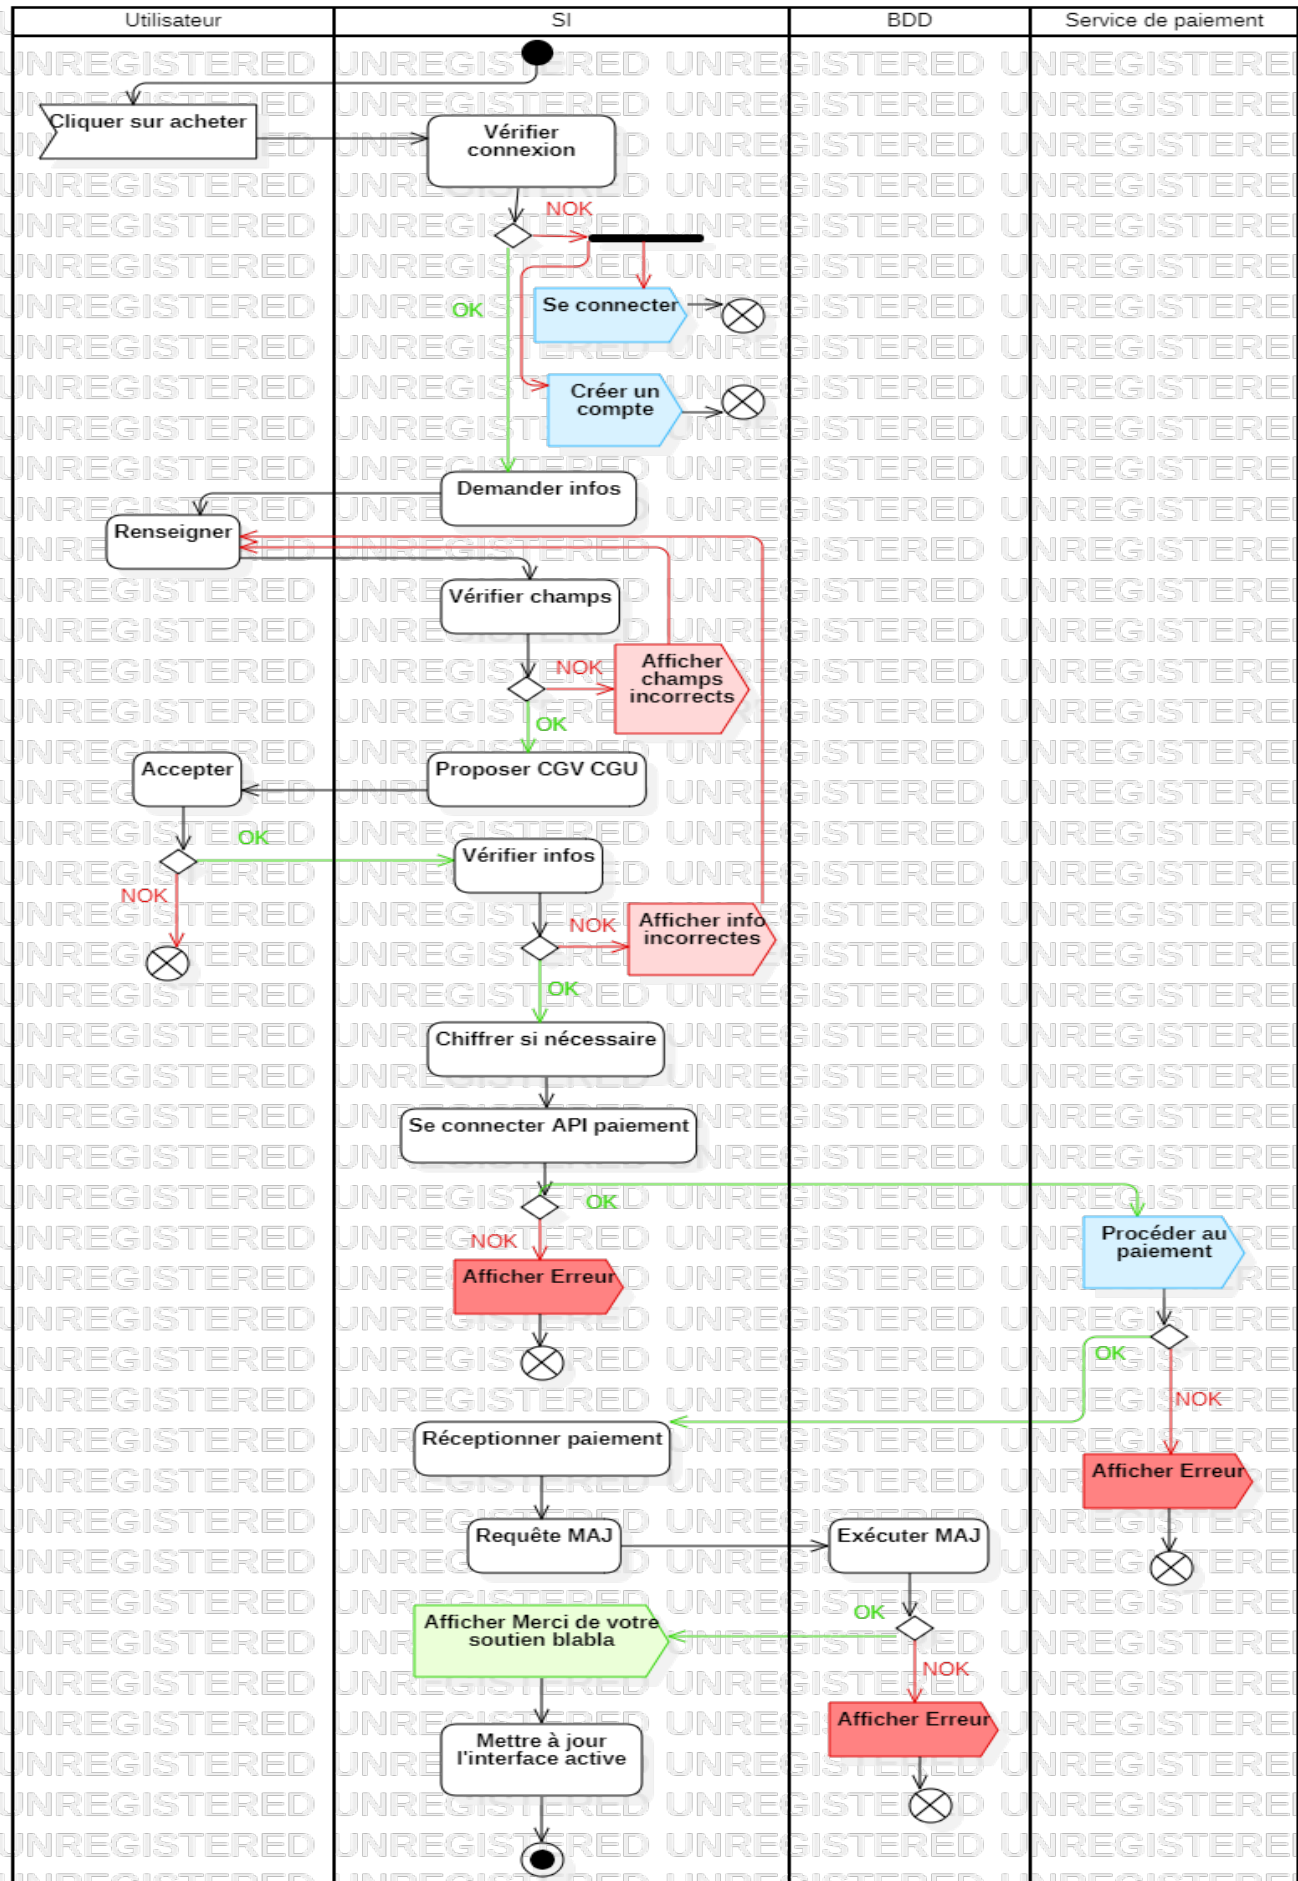 Utilisateur
SI
BDD
Service de paiement
Cliquer sur acheter
Vérifier
connexion
NOK
OK
Se connecter
Créer un
compte
Demander infos
Renseigner
Vérifier champs
NOK
Afficher
champs
incorrects
OK
Accepter
Proposer CGV CGU
OK
Vérifier infos
NOK
NOK
Afficher info
incorrectes
OK
Chiffrer si nécessaire
Se connecter API paiement
OK
NOK
Procéder au
paiement
Afficher Erreur
OK
NOK
Réceptionner paiement
Afficher Erreur
Requête MAJ
Exécuter MAJ
OK
Afficher Merci de votre
soutien blabla
NOK
Afficher Erreur
Mettre à jour
l'interface active
UNREGISTERED